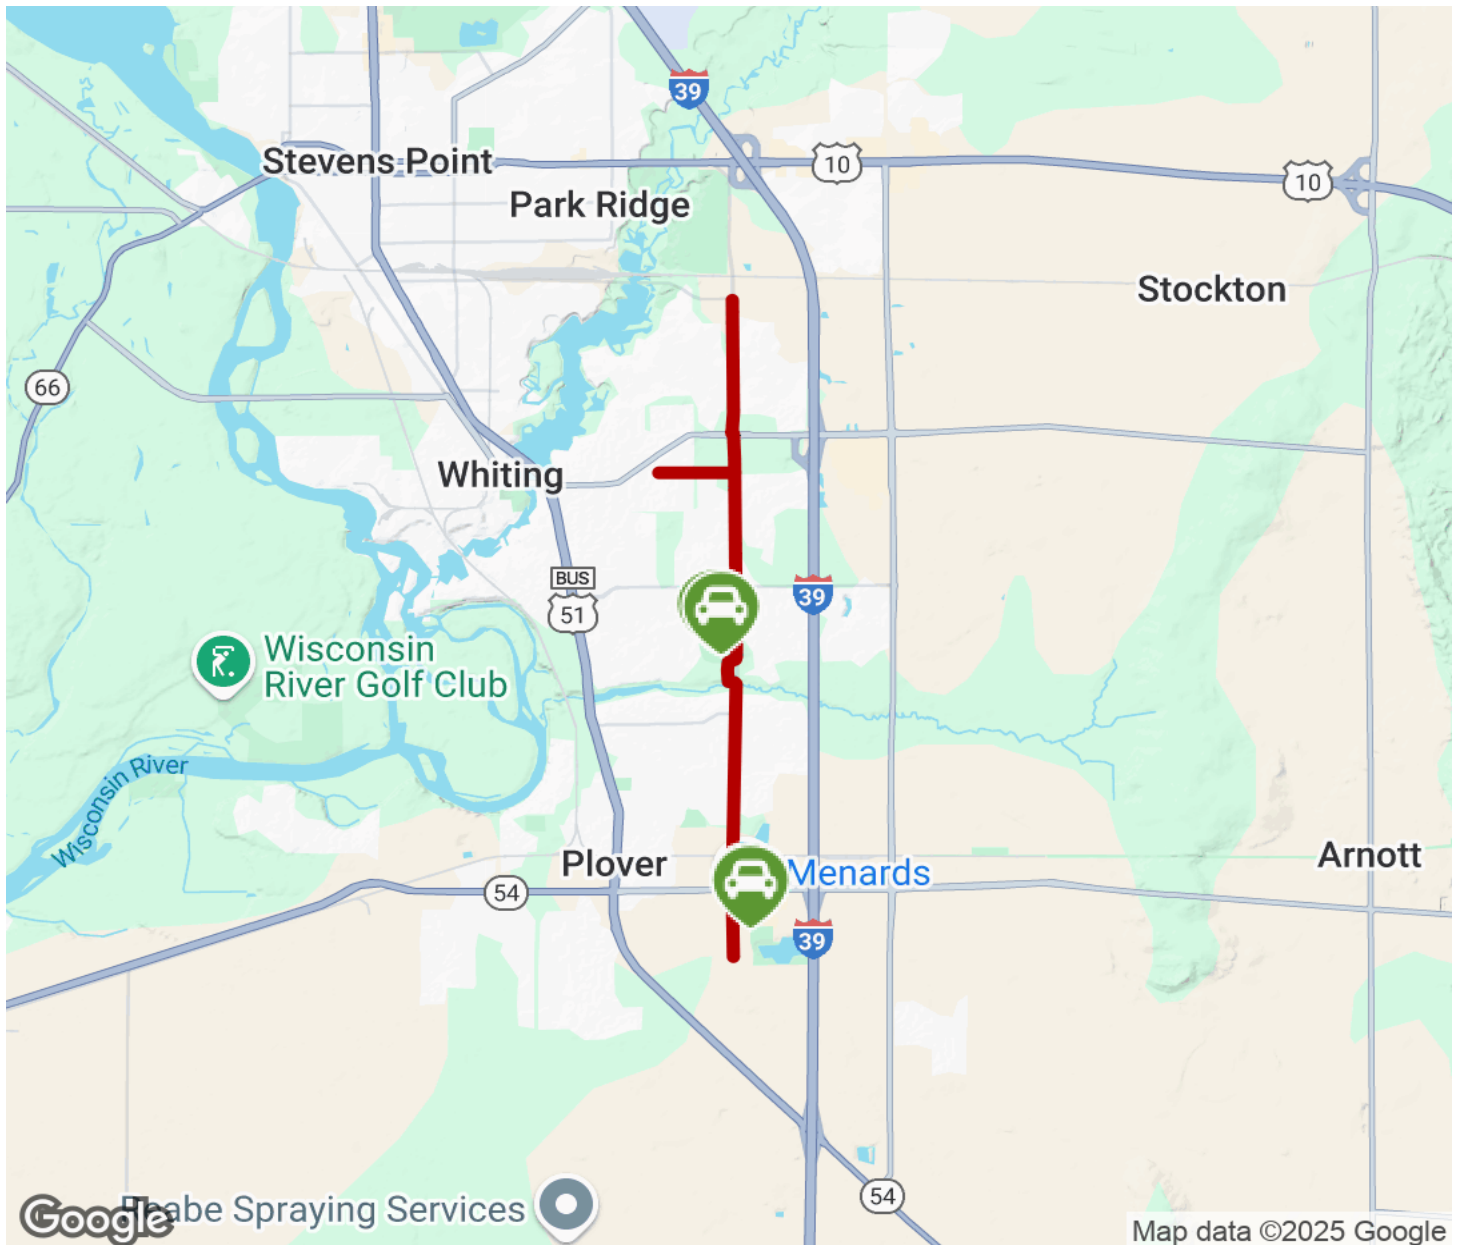 39
Stevens Point
10
10
Park Ridge
Stockton
66
Whiting
BUS
51
39
Wisconsin
River Golf Club
Wisconsin River
Plover
Menards
Arnott
54
39
54
Google
Spraying Services
Map data ©2025 Google